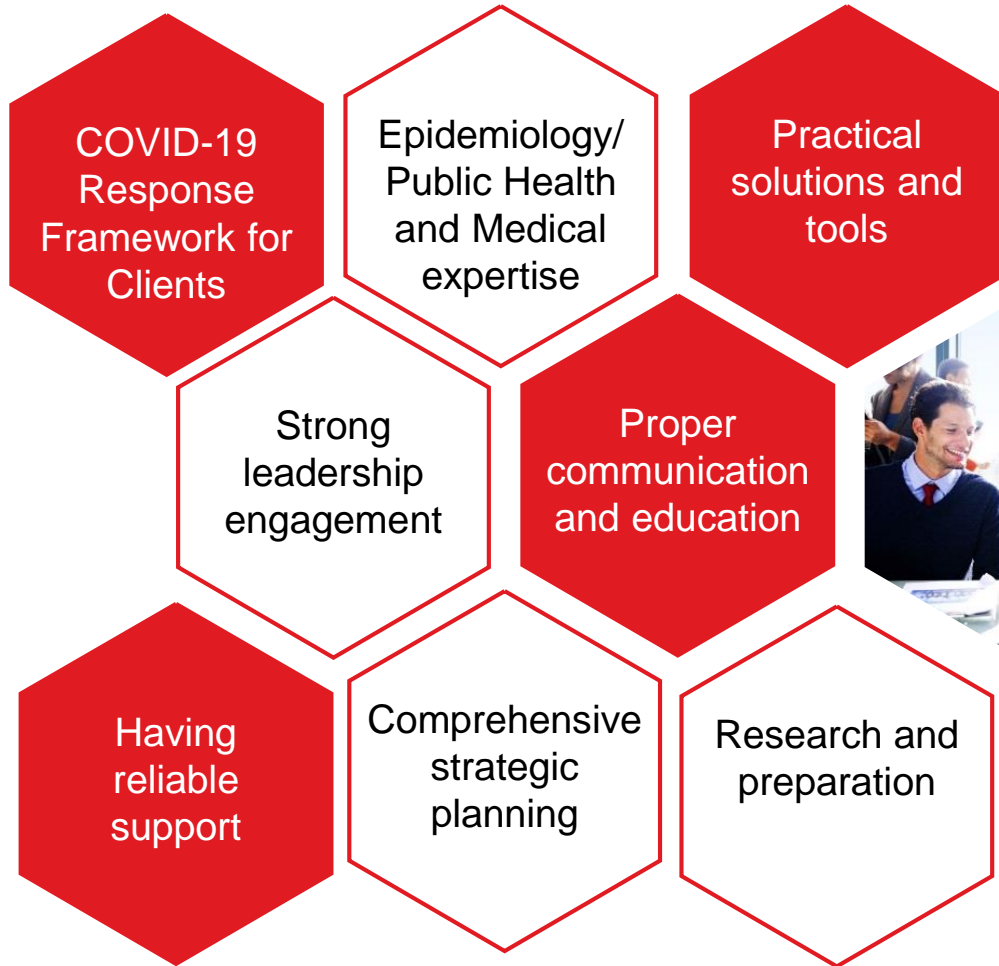 COVID-19
Response
Framework for
Clients
Epidemiology/
Public Health
and Medical
expertise
Practical
solutions and
tools
Strong
leadership
engagement
Proper
communication
and education
Having
reliable
support
Comprehensive
strategic
planning
Research and
preparation